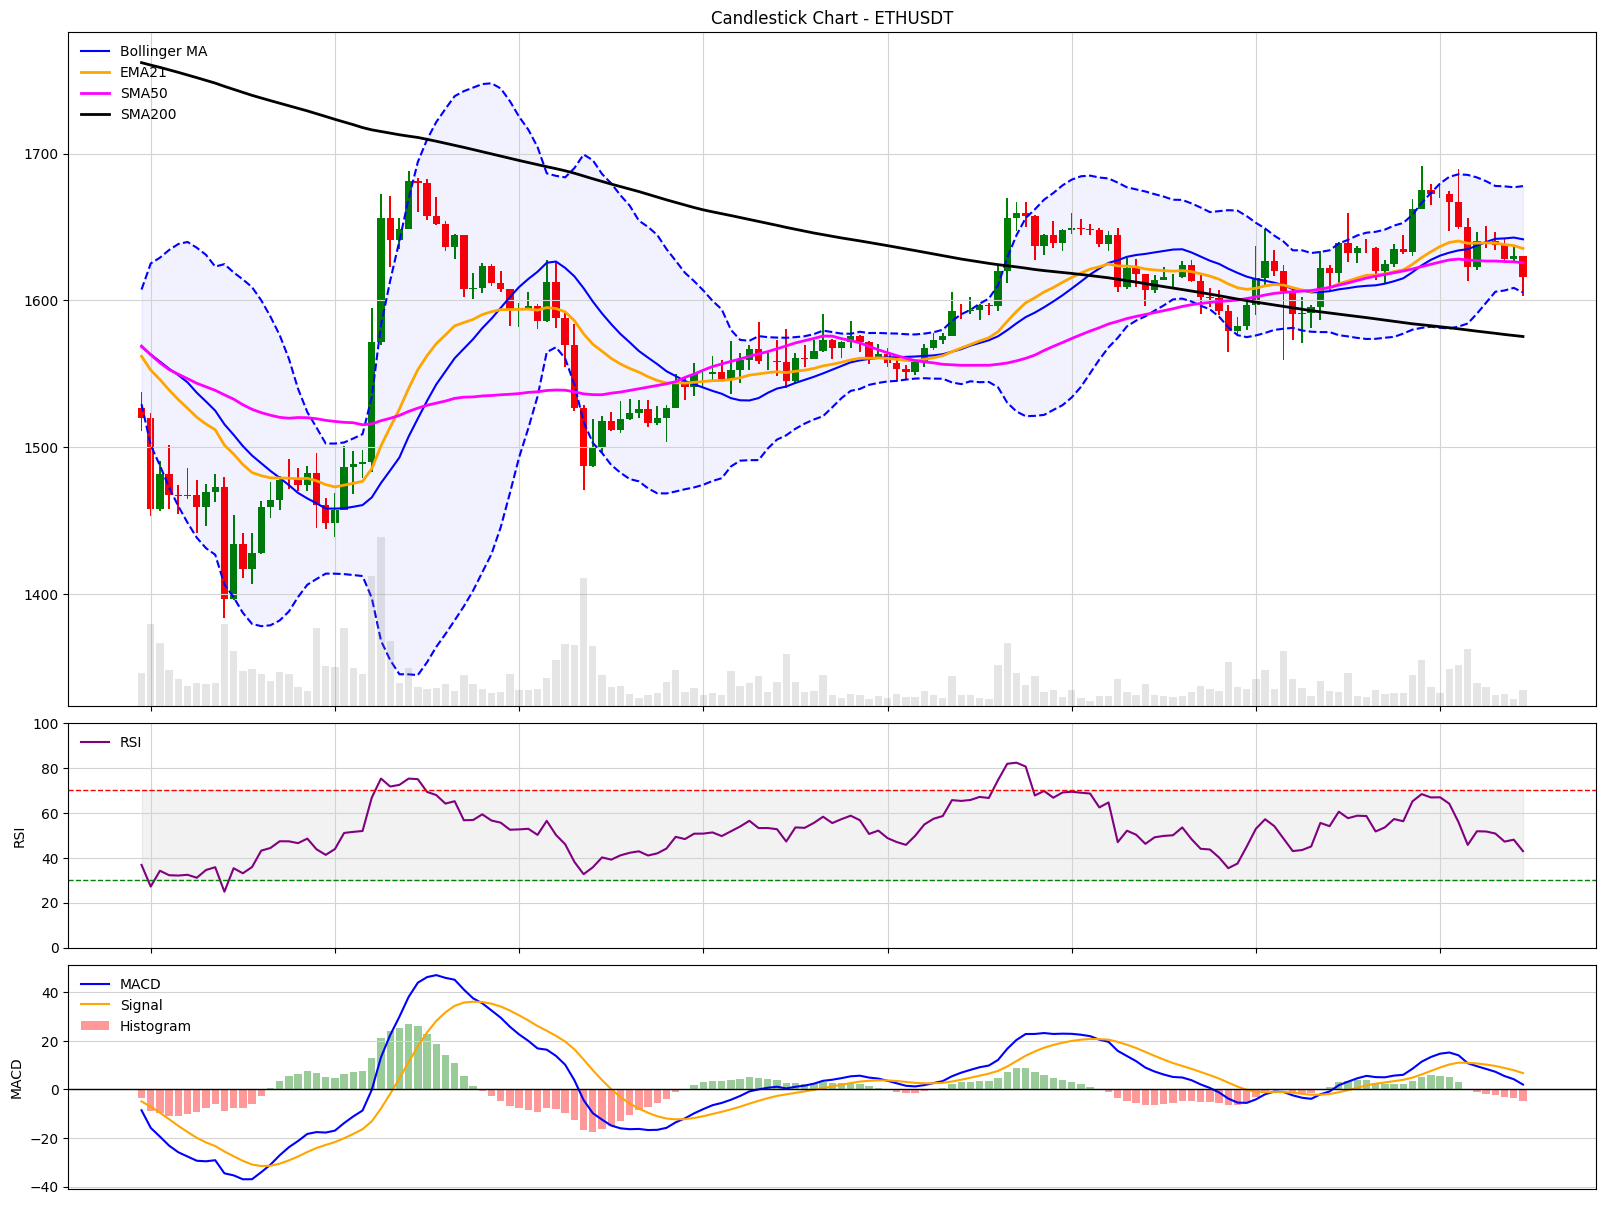 Candlestick Chart - ETHUSDT
Bollinger MA
EMA21
SMA50
SMA200
1700
1600
1500
1400
100
80
60
40
20
0
RSI
RSI
40
20
0
−20
−40
MACD
MACD
Signal
Histogram